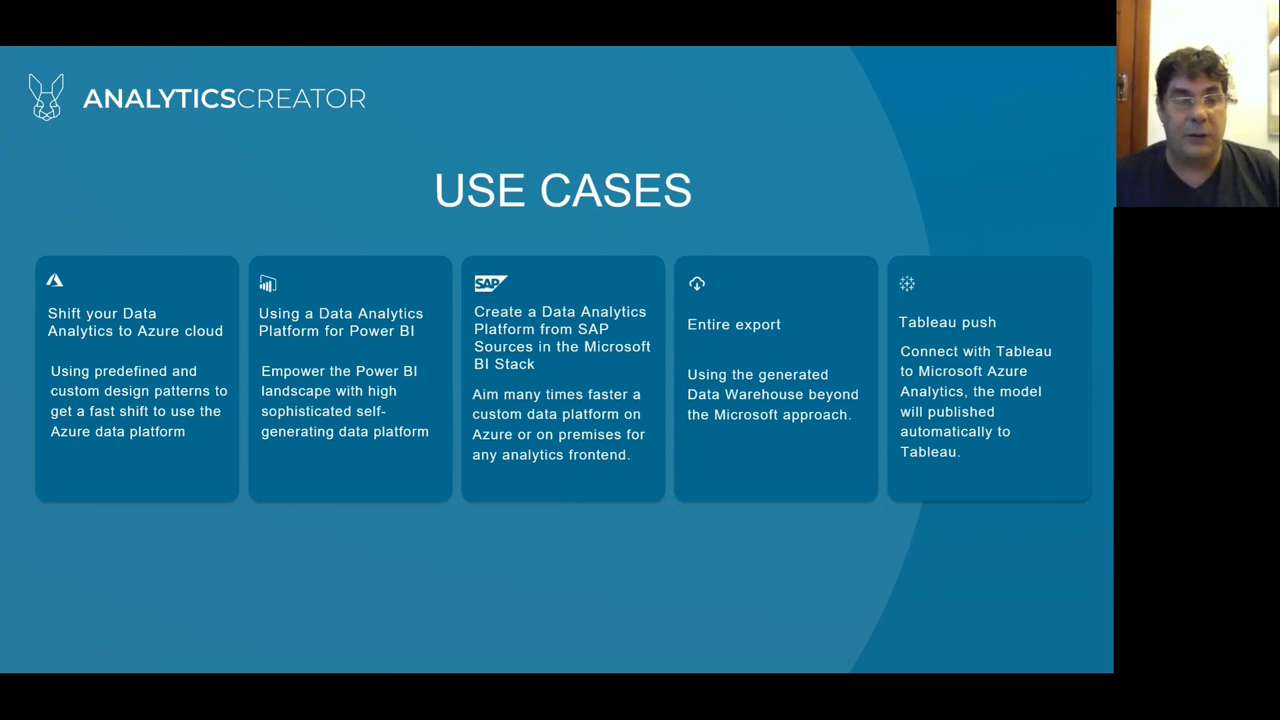 ANALYTICSCREATOR
USE CASES
Shift your Data
Analytics to Azure cloud
Using predefined and
custom design patterns to
get a fast shift to use the
Azure data platform
Using a Data Analytics
Platform for Power BI
Empower the Power BI
landscape with high
sophisticated self-
generating data platform
SAP
Create a Data Analytics
Platform from SAP
Sources in the Microsoft
BI Stack
Aim many times faster a
custom data platform on
Azure or on premises for
any analytics frontend.
Entire export
Using the generated
Data Warehouse beyond
the Microsoft approach.
Tableau push
Connect with Tableau
to Microsoft Azure
Analytics, the model
will published
automatically to
Tableau.